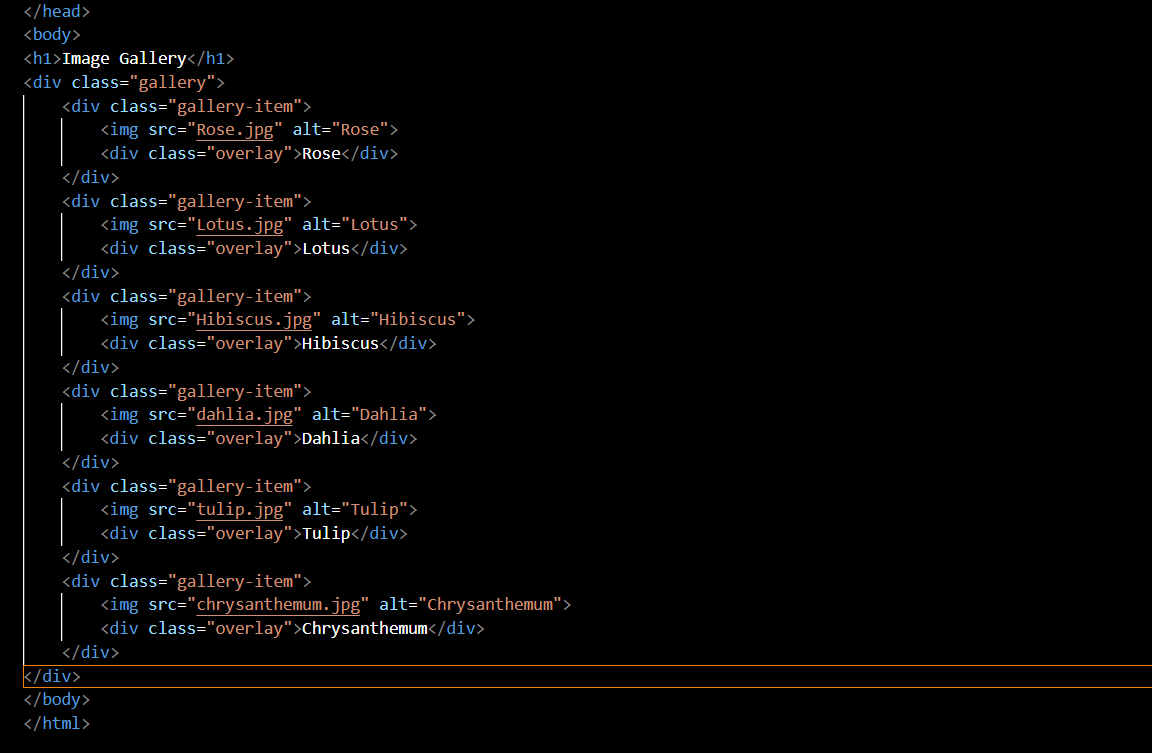 </head>
<body>
<h1>Image Gallery</h1>
<div class="gallery">
    <div class="gallery-item">
        <img src="Rose.jpg" alt="Rose">
        <div class="overlay">Rose</div>
    </div>
    <div class="gallery-item">
        <img src="Lotus.jpg" alt="Lotus">
        <div class="overlay">Lotus</div>
    </div>
    <div class="gallery-item">
        <img src="Hibiscus.jpg" alt="Hibiscus">
        <div class="overlay">Hibiscus</div>
    </div>
    <div class="gallery-item">
        <img src="dahlia.jpg" alt="Dahlia">
        <div class="overlay">Dahlia</div>
    </div>
    <div class="gallery-item">
        <img src="tulip.jpg" alt="Tulip">
        <div class="overlay">Tulip</div>
    </div>
    <div class="gallery-item">
        <img src="chrysanthemum.jpg" alt="Chrysanthemum">
        <div class="overlay">Chrysanthemum</div>
    </div>
</div>
</body>
</html>